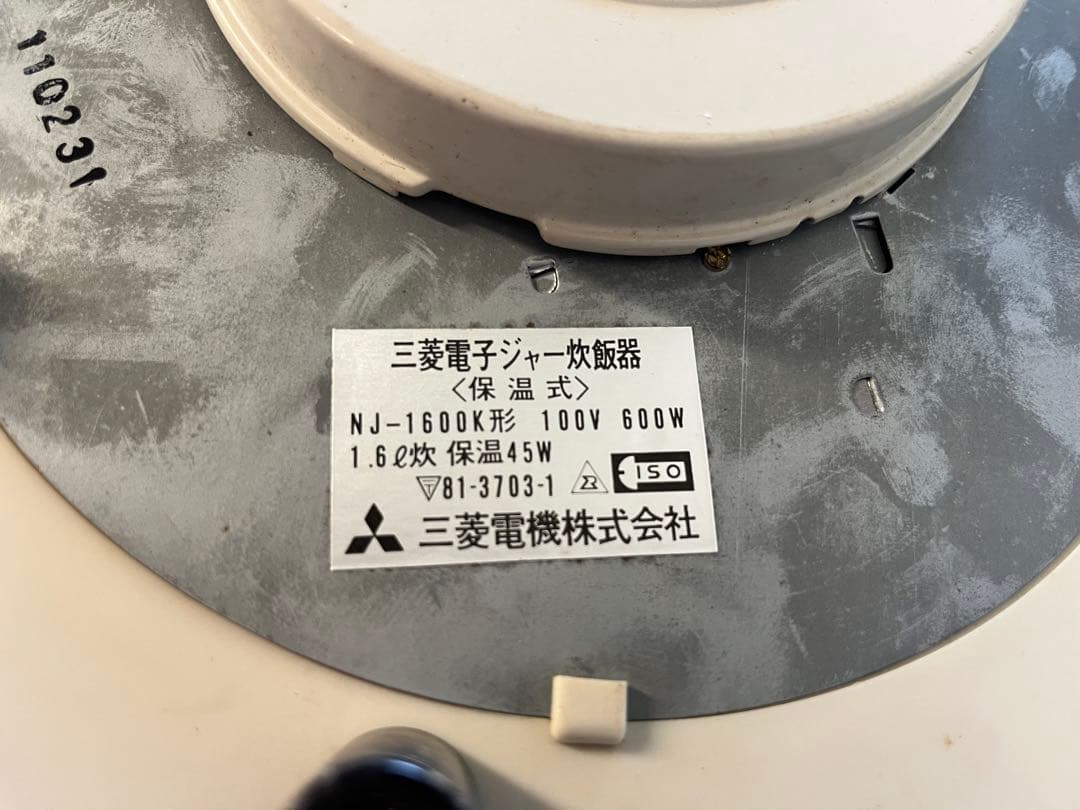 110231
三菱電子ジャー炊飯器
〈保温式〉
NJ-1600K形 100V 600W
1.6ℓ炊 保温45W
〒81-3703-1
ISO
三菱電機株式会社